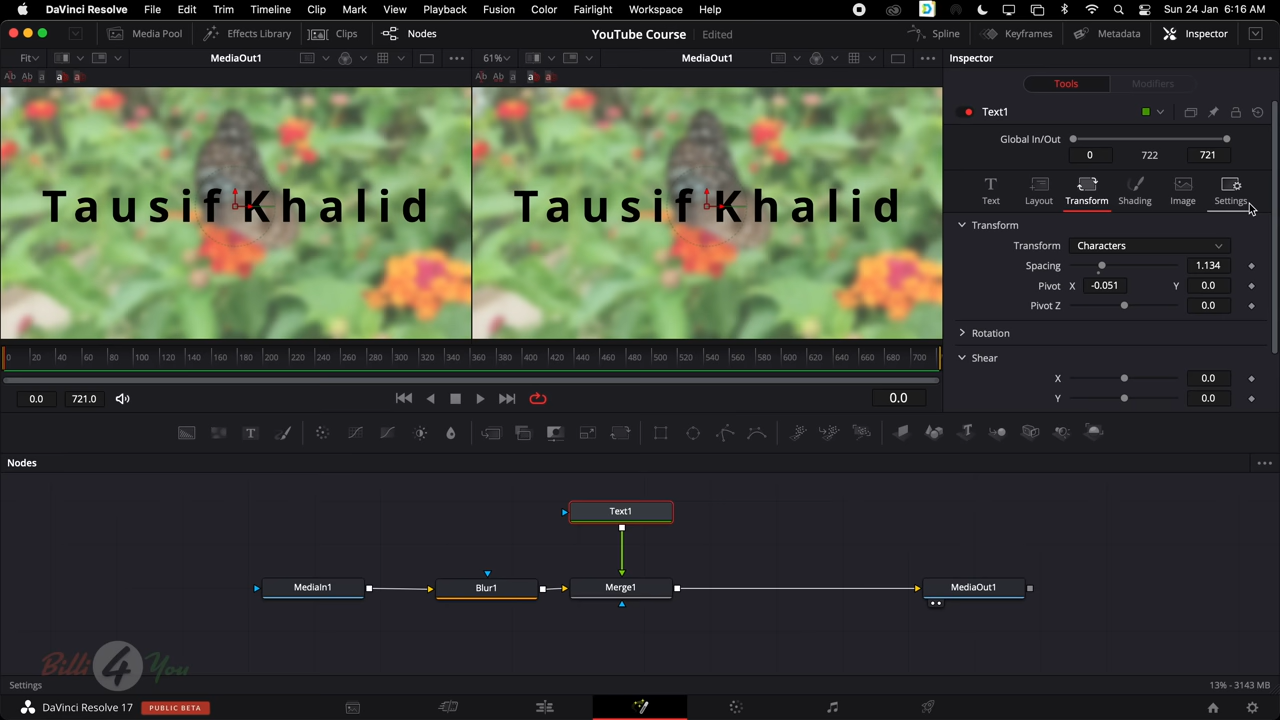 DaVinci Resolve File Edit Trim Timeline Clip Mark View Playback Fusion Color Fairlight Workspace Help Sun 24 Jan 6:16 AM
Media Pool Effects Library Clips Nodes YouTube Course Edited Spline Keyframes Metadata Inspector
Fit MediaOut1 61% MediaOut1 Inspector
Ab Ab a a a Ab Ab a a a
Tools Modifiers
Text1
Global In/Out
0 722 721
Text Layout Transform Shading Image Settings
Tausif Khalid Tausif Khalid
Transform
Transform Characters
Spacing 1.134
Pivot X -0.051 Y 0.0
Pivot Z 0.0
Rotation
Shear
X 0.0
Y 0.0
0 20 40 60 80 100 120 140 160 180 200 220 240 260 280 300 320 340 360 380 400 420 440 460 480 500 520 540 560 580 600 620 640 660 680 700
0.0 721.0 0.0
Nodes
Text1
MediaIn1 Blur1 Merge1 MediaOut1
Billi 4 You
Settings 13% - 3143 MB
DaVinci Resolve 17 PUBLIC BETA